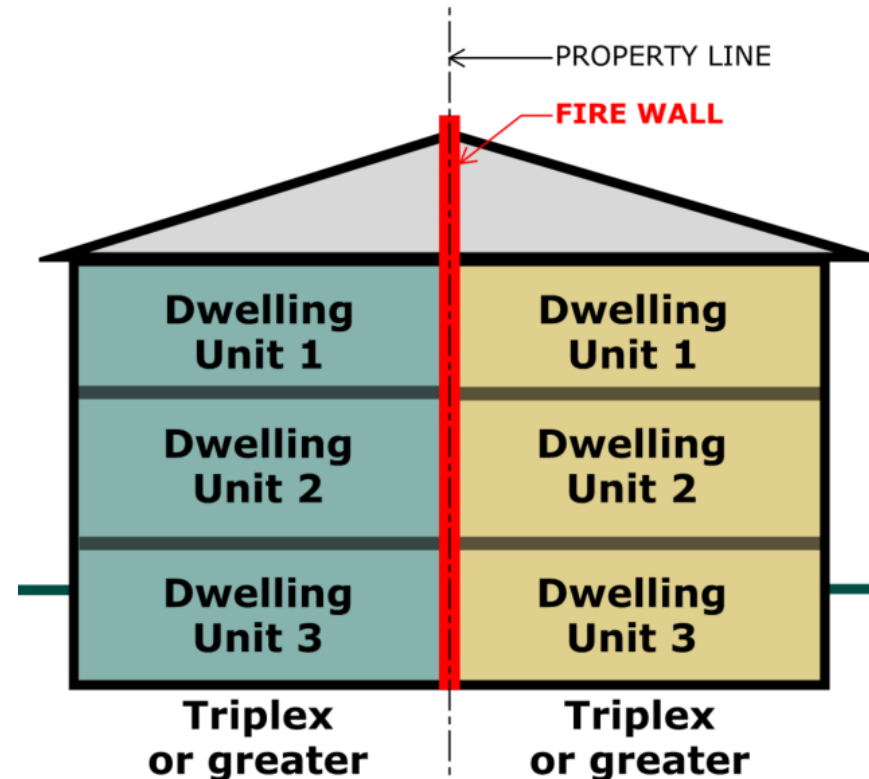 PROPERTY LINE
FIRE WALL
Dwelling
Unit 1
Dwelling
Unit 1
Dwelling
Unit 2
Dwelling
Unit 2
Dwelling
Unit 3
Dwelling
Unit 3
Triplex
or greater
Triplex
or greater